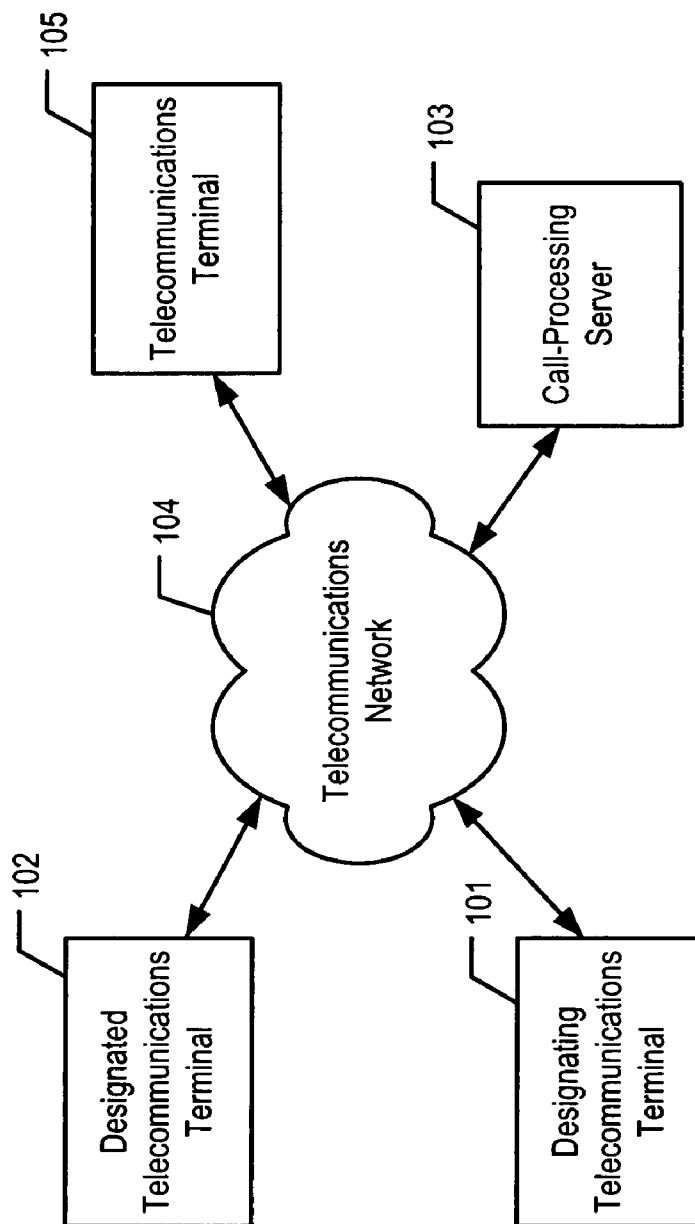 102
Designated
Telecommunications
Terminal
105
Telecommunications
Terminal
104
Telecommunications
Network
101
Designating
Telecommunications
Terminal
103
Call-Processing
Server